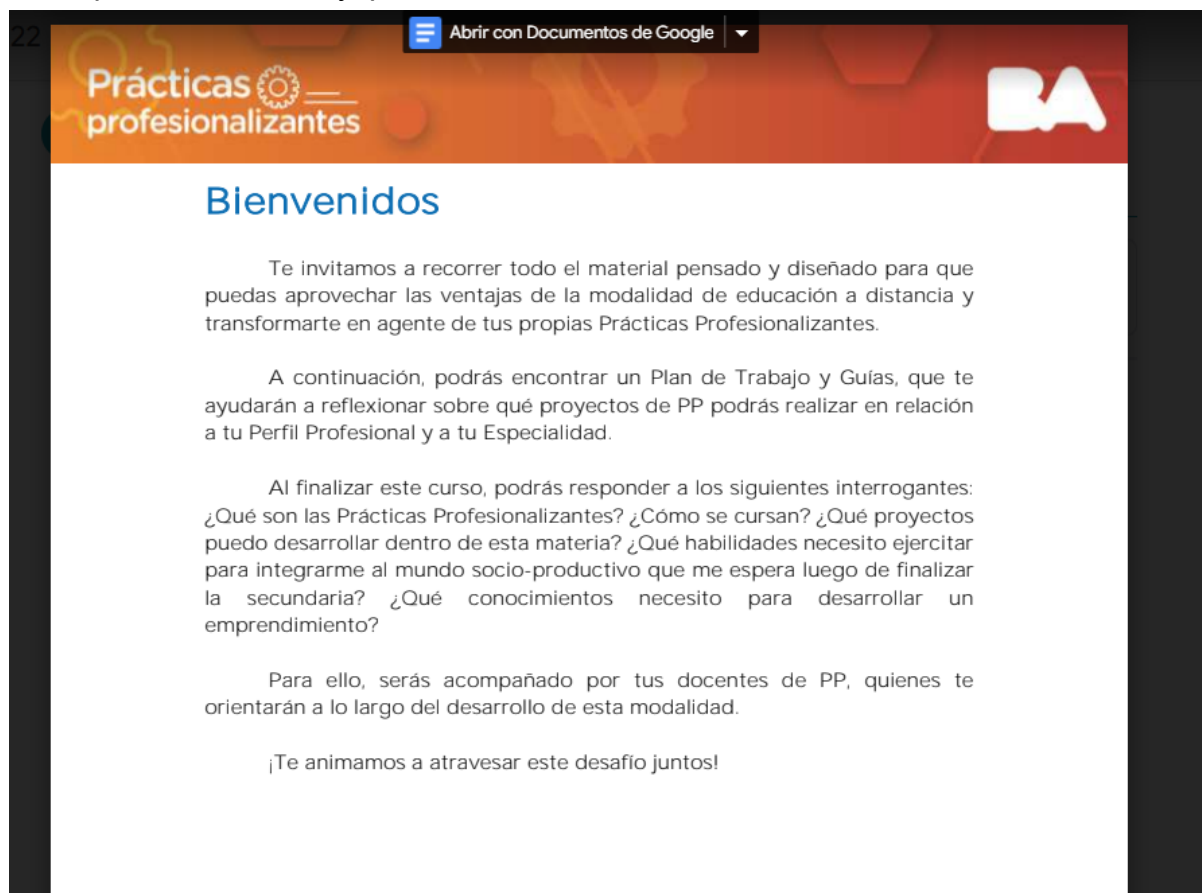 22
Abrir con Documentos de Google
Prácticas
profesionalizantes
BA
Bienvenidos
Te invitamos a recorrer todo el material pensado y diseñado para que
puedas aprovechar las ventajas de la modalidad de educación a distancia y
transformarte en agente de tus propias Prácticas Profesionalizantes.
A continuación, podrás encontrar un Plan de Trabajo y Guías, que te
ayudarán a reflexionar sobre qué proyectos de PP podrás realizar en relación
a tu Perfil Profesional y a tu Especialidad.
Al finalizar este curso, podrás responder a los siguientes interrogantes:
¿Qué son las Prácticas Profesionalizantes? ¿Cómo se cursan? ¿Qué proyectos
puedo desarrollar dentro de esta materia? ¿Qué habilidades necesito ejercitar
para integrarme al mundo socio-productivo que me espera luego de finalizar
la secundaria? ¿Qué conocimientos necesito para desarrollar un
emprendimiento?
Para ello, serás acompañado por tus docentes de PP, quienes te
orientarán a lo largo del desarrollo de esta modalidad.
¡Te animamos a atravesar este desafío juntos!